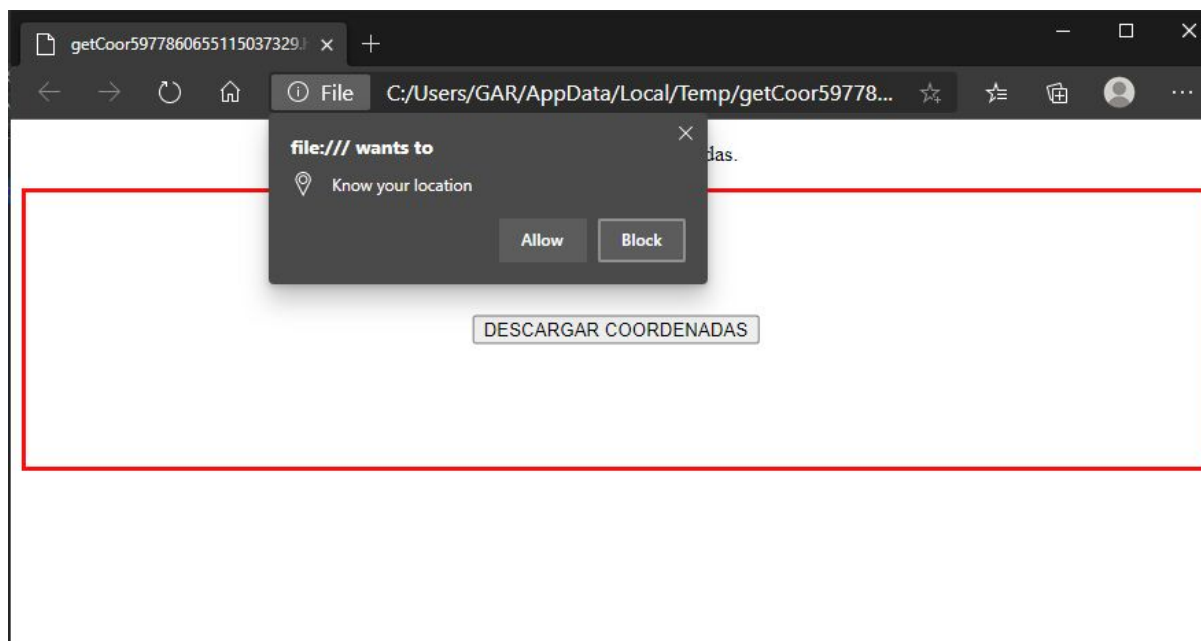 getCoor5977860655115037329.h
File C:/Users/GAR/AppData/Local/Temp/getCoor59778...
file:/// wants to
das.
Know your location
Allow Block
DESCARGAR COORDENADAS